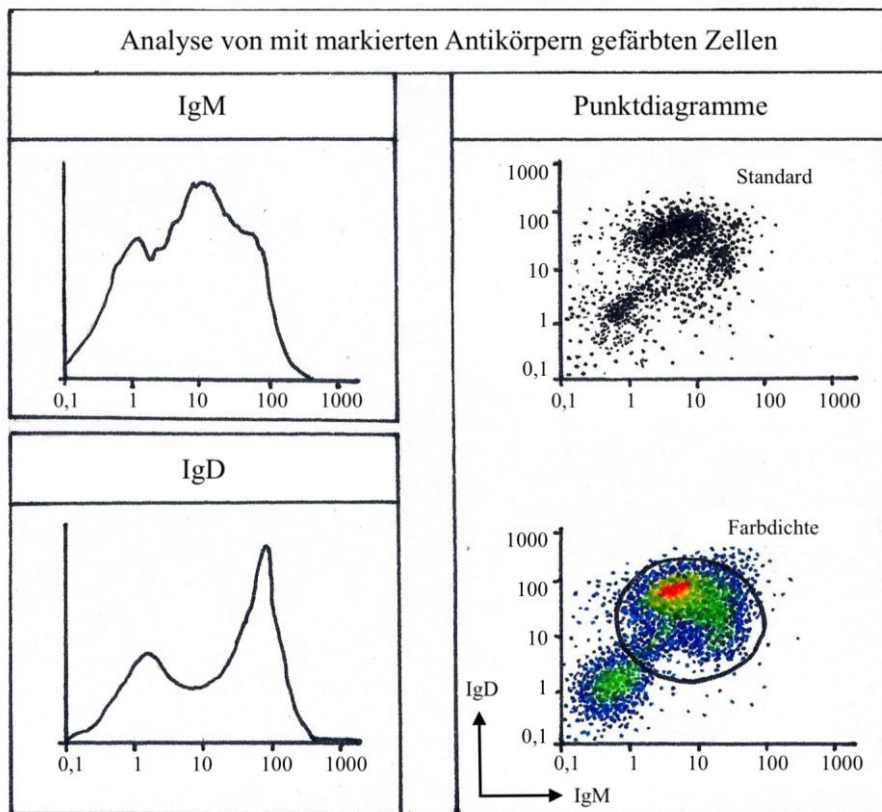 Analyse von mit markierten Antikörpern gefärbten Zellen
IgM
0,1 1 10 100 1000
IgD
0,1 1 10 100 1000
Punktdiagramme
Standard
1000
100
10
1
0,1
0,1 1 10 100 1000
Farbdichte
1000
100
10
1
0,1
0,1 1 10 100 1000
IgD
IgM